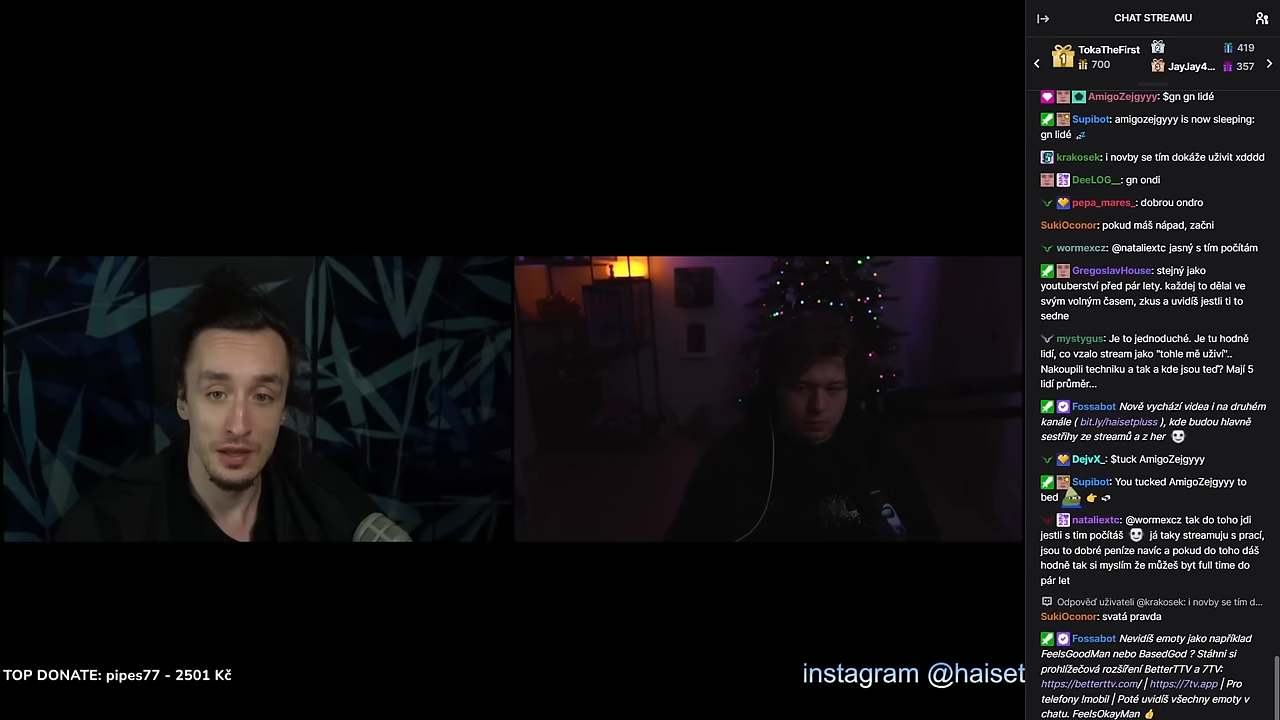 CHAT STREAMU
TokaTheFirst
700
419
JayJay4...
357
AmigoZejgyyy: $gn gn lidé
Supibot: amigozejgyyy is now sleeping:
gn lidé 💤
krakosek: i novby se tím dokáže uživit xdddd
DeeLOG__: gn ondi
pepa_mares_: dobrou ondro
SukiOconor: pokud máš nápad, začni
wormexcz: @nataliextc jasný s tím počítám
GregoslavHouse: stejný jako
youtuberství před pár lety. každej to dělal ve
svým volným časem, zkus a uvidíš jestli ti to
sedne
mystygus: Je to jednoduché. Je tu hodně
lidí, co vzalo stream jako "tohle mě uživí"..
Nakoupili techniku a tak a kde jsou teď? Mají 5
lidí průměr...
Fossabot Nově vychází videa i na druhém
kanále ( bit.ly/haisetpluss ), kde budou hlavně
sestřihy ze streamů a z her
DejvX_: $tuck AmigoZejgyyy
Supibot: You tucked AmigoZejgyyy to
bed 👉
nataliextc: @wormexcz tak do toho jdi
jestli s tim počítáš já taky streamuju s prací,
jsou to dobré peníze navíc a pokud do toho dáš
hodně tak si myslím že můžeš byt full time do
pár let
Odpověď uživateli @krakosek: i novby se tím d...
SukiOconor: svatá pravda
Fossabot Nevidíš emoty jako například
FeelsGoodMan nebo BasedGod ? Stáhni si
prohlížečová rozšíření BetterTTV a 7TV:
https://betterttv.com/ | https://7tv.app | Pro
telefony !mobil | Poté uvidíš všechny emoty v
chatu. FeelsOkayMan 👍
TOP DONATE: pipes77 - 2501 Kč
instagram @haiset